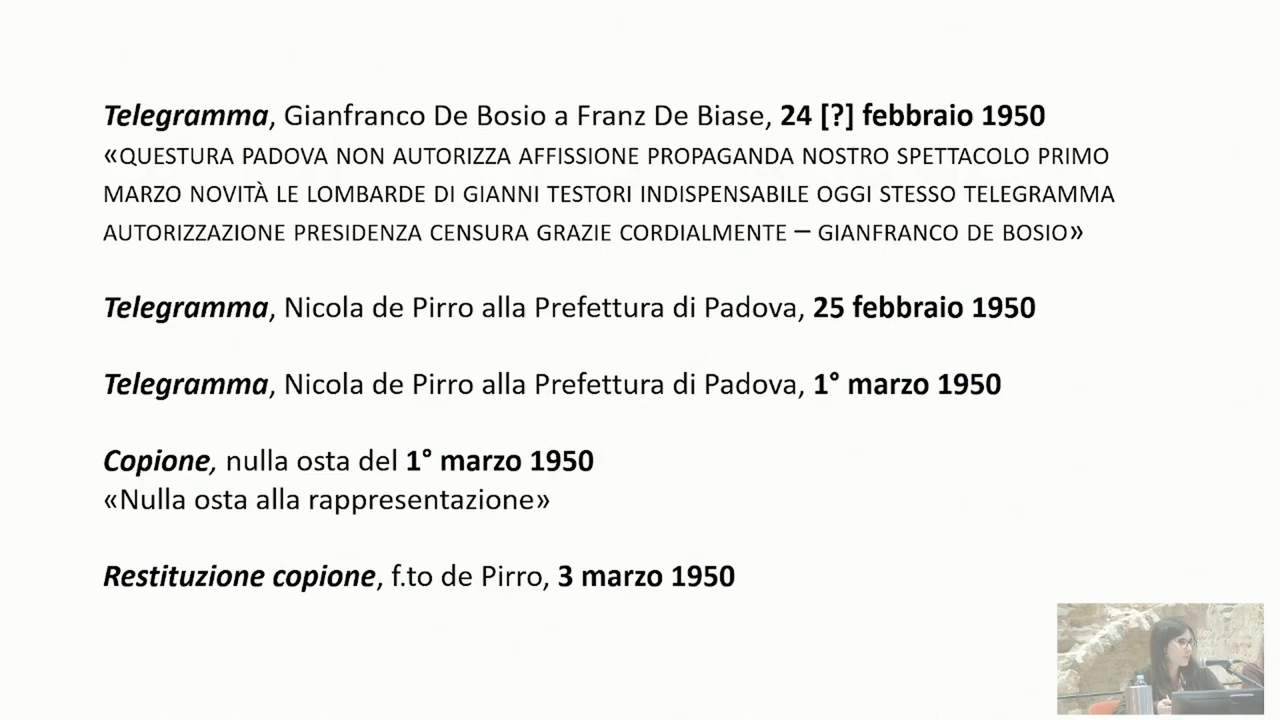 Telegramma, Gianfranco De Bosio a Franz De Biase, 24 [?] febbraio 1950
«QUESTURA PADOVA NON AUTORIZZA AFFISSIONE PROPAGANDA NOSTRO SPETTACOLO PRIMO
MARZO NOVITÀ LE LOMBARDE DI GIANNI TESTORI INDISPENSABILE OGGI STESSO TELEGRAMMA
AUTORIZZAZIONE PRESIDENZA CENSURA GRAZIE CORDIALMENTE – GIANFRANCO DE BOSIO»
Telegramma, Nicola de Pirro alla Prefettura di Padova, 25 febbraio 1950
Telegramma, Nicola de Pirro alla Prefettura di Padova, 1° marzo 1950
Copione, nulla osta del 1° marzo 1950
«Nulla osta alla rappresentazione»
Restituzione copione, f.to de Pirro, 3 marzo 1950